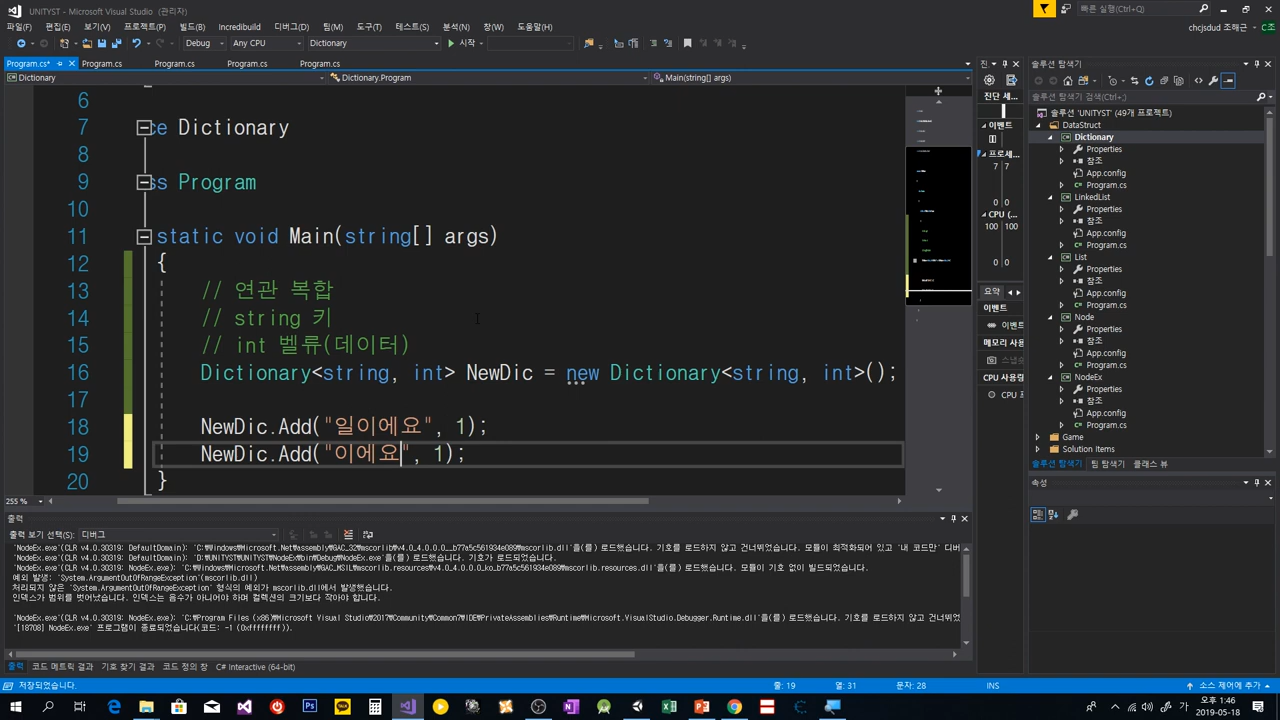 UNITYST - Microsoft Visual Studio (관리자)
빠른 실행(Ctrl+Q)
파일(F) 편집(E) 보기(V) 프로젝트(P) 빌드(B) Incredibuild 디버그(D) 팀(M) 도구(T) 테스트(S) 분석(N) 창(W) 도움말(H)
chcjsdud 조해근
Debug Any CPU Dictionary 시작
Program.cs* Program.cs Program.cs Program.cs Program.cs
Dictionary Dictionary.Program Main(string[] args)
6
7 ce Dictionary
8
9 ss Program
10
11 static void Main(string[] args)
12 {
13 // 연관 복합
14 // string 키
15 // int 벨류(데이터)
16 Dictionary<string, int> NewDic = new Dictionary<string, int>();
17
18 NewDic.Add("일이에요", 1);
19 NewDic.Add("이에요", 1);
20 }
255 %
진
진단 세...
이벤트
프로세...
7 7
0 0
CPU (...
100 100
0 0
요약
이벤트
이벤트
메모리 사용
스냅숏
CPU 사용량
CPU 프
솔루션 탐색기
솔루션 탐색기 검색(Ctrl+;)
솔루션 'UNITYST' (49개 프로젝트)
DataStruct
Dictionary
Properties
참조
App.config
Program.cs
LinkedList
Properties
참조
App.config
Program.cs
List
Properties
참조
App.config
Program.cs
Node
Properties
참조
App.config
Program.cs
NodeEx
Properties
참조
App.config
Program.cs
Game
Solution Items
솔루션 탐색기 팀 탐색기 클래스 뷰
속성
출력
출력 보기 선택(S): 디버그
'NodeEx.exe'(CLR v4.0.30319: DefaultDomain): 'C:\Windows\Microsoft.Net\assembly\GAC_32\mscorlib\v4.0_4.0.0.0__b77a5c561934e089\mscorlib.dll'을(를) 로드했습니다. 기호를 로드하지 않고 건너뛰었습니다. 모듈이 최적화되어 있고 '내 코드만' 디버
'NodeEx.exe'(CLR v4.0.30319: DefaultDomain): 'D:\UNITYST\UNITYST\NodeEx\bin\Debug\NodeEx.exe'을(를) 로드했습니다. 기호가 로드되었습니다.
'NodeEx.exe'(CLR v4.0.30319: NodeEx.exe): 'C:\Windows\Microsoft.Net\assembly\GAC_MSIL\mscorlib.resources\v4.0_4.0.0.0_ko_b77a5c561934e089\mscorlib.resources.dll'을(를) 로드했습니다. 모듈이 기호 없이 빌드되었습니다.
예외 발생: 'System.ArgumentOutOfRangeException'(mscorlib.dll)
처리되지 않은 'System.ArgumentOutOfRangeException' 형식의 예외가 mscorlib.dll에서 발생했습니다.
인덱스가 범위를 벗어났습니다. 인덱스는 음수가 아니어야 하며 컬렉션의 크기보다 작아야 합니다.
'NodeEx.exe'(CLR v4.0.30319: NodeEx.exe): 'C:\Program Files (x86)\Microsoft Visual Studio\2017\Community\Common7\IDE\PrivateAssemblies\Runtime\Microsoft.VisualStudio.Debugger.Runtime.dll'을(를) 로드했습니다. 기호를 로드하지 않고 건너뛰었
'[18708] NodeEx.exe' 프로그램이 종료되었습니다(코드: -1 (0xffffffff)).
출력 코드 메트릭 결과 기호 찾기 결과 코드 정의 창 C# Interactive (64-bit)
저장되었습니다. 줄: 19 열: 31 문자: 28 INS 소스 제어에 추가
가 오후 1:46
2019-05-18